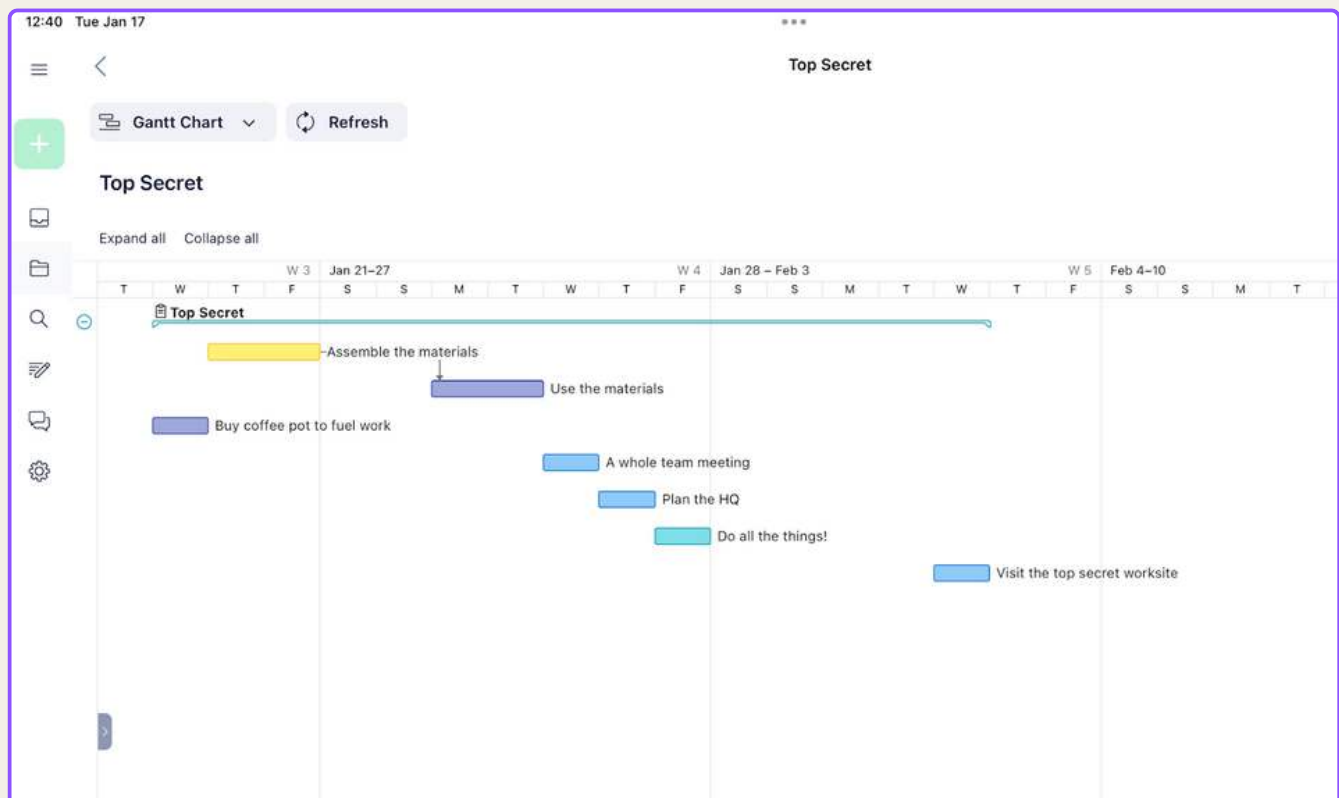 12:40 Tue Jan 17
Top Secret
Gantt Chart Refresh
Top Secret
Expand all Collapse all
W 3 Jan 21–27 W 4 Jan 28 – Feb 3 W 5 Feb 4–10
T W T F S S M T W T F S S M T W T F S S M T
Top Secret
Assemble the materials
Use the materials
Buy coffee pot to fuel work
A whole team meeting
Plan the HQ
Do all the things!
Visit the top secret worksite